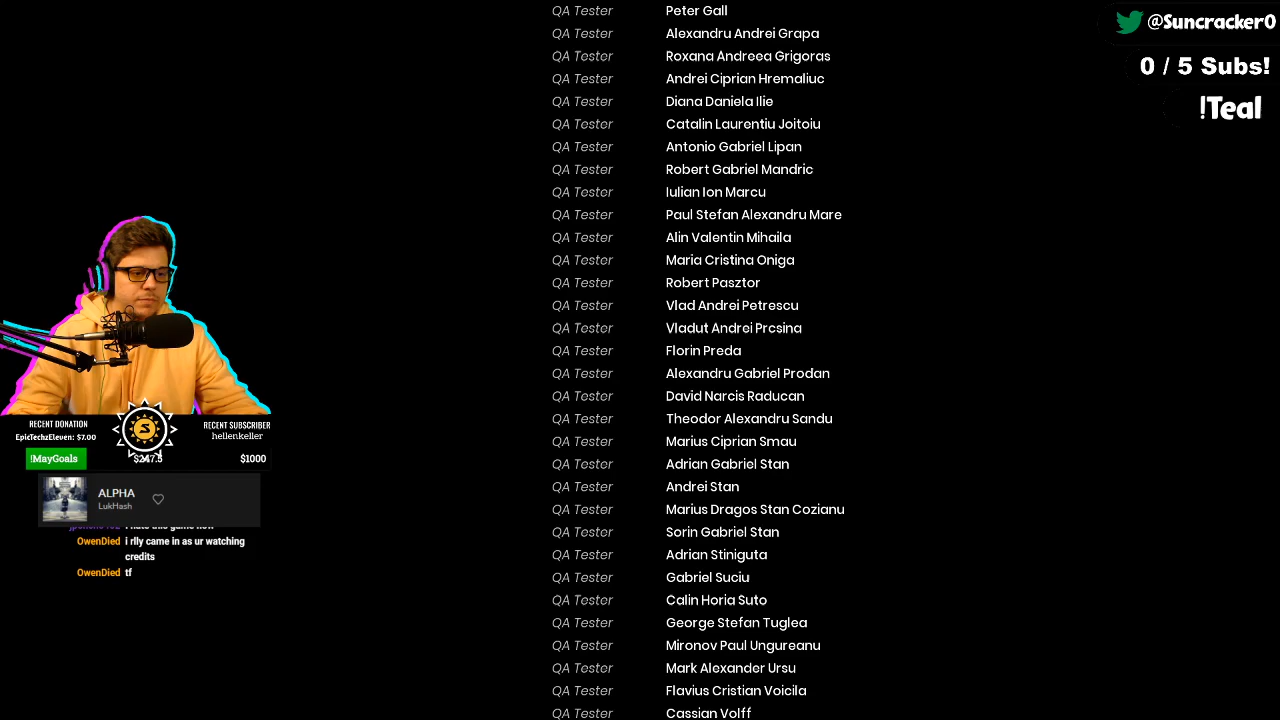 QA Tester Peter Gall
QA Tester Alexandru Andrei Grapa
QA Tester Roxana Andreea Grigoras
QA Tester Andrei Ciprian Hremaliuc
QA Tester Diana Daniela Ilie
QA Tester Catalin Laurentiu Joitoiu
QA Tester Antonio Gabriel Lipan
QA Tester Robert Gabriel Mandric
QA Tester Iulian Ion Marcu
QA Tester Paul Stefan Alexandru Mare
QA Tester Alin Valentin Mihaila
QA Tester Maria Cristina Oniga
QA Tester Robert Pasztor
QA Tester Vlad Andrei Petrescu
QA Tester Vladut Andrei Prcsina
QA Tester Florin Preda
QA Tester Alexandru Gabriel Prodan
QA Tester David Narcis Raducan
QA Tester Theodor Alexandru Sandu
QA Tester Marius Ciprian Smau
QA Tester Adrian Gabriel Stan
QA Tester Andrei Stan
QA Tester Marius Dragos Stan Cozianu
QA Tester Sorin Gabriel Stan
QA Tester Adrian Stiniguta
QA Tester Gabriel Suciu
QA Tester Calin Horia Suto
QA Tester George Stefan Tuglea
QA Tester Mironov Paul Ungureanu
QA Tester Mark Alexander Ursu
QA Tester Flavius Cristian Voicila
QA Tester Cassian Volff
@Suncracker0
0 / 5 Subs!
!Teal
RECENT DONATION
EpicTechzEleven: $7.00
S
RECENT SUBSCRIBER
hellenkeller
!MayGoals $247.5 $1000
ALPHA
LukHash
i hate this game now
OwenDied i rlly came in as ur watching
credits
OwenDied tf